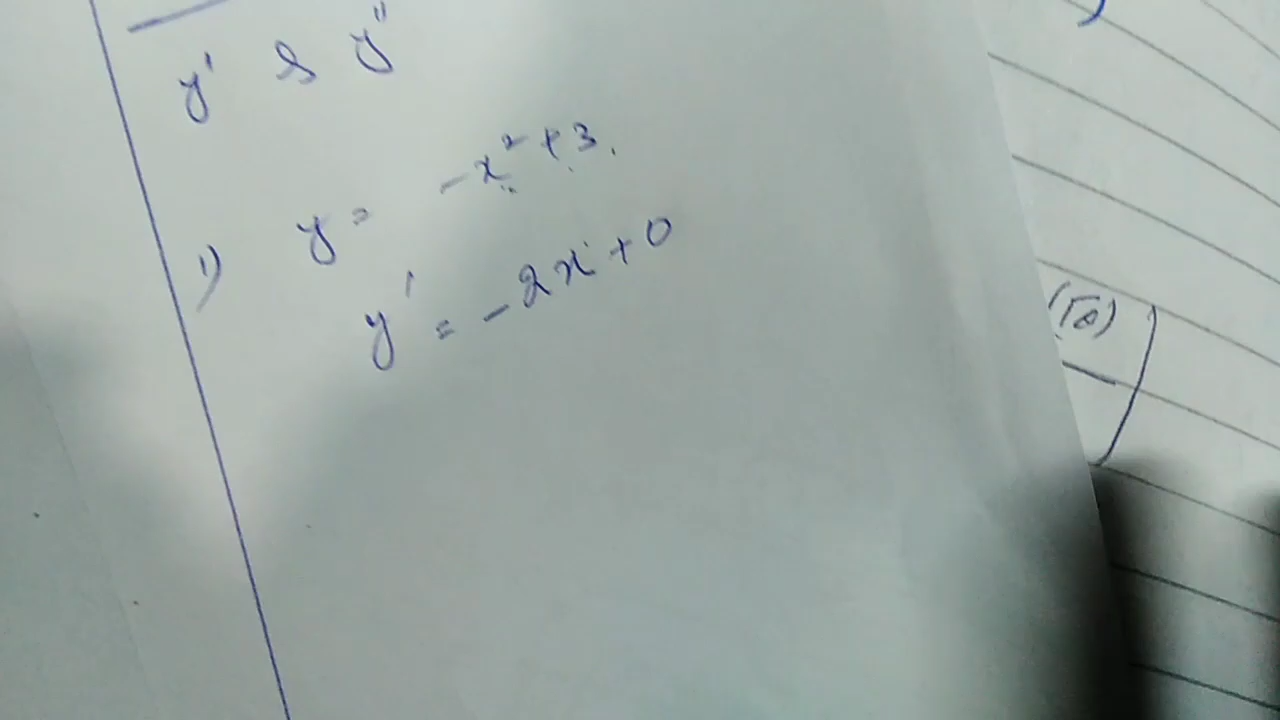 y' & y"
1) y = -x² + 3.
y' = -2x + 0